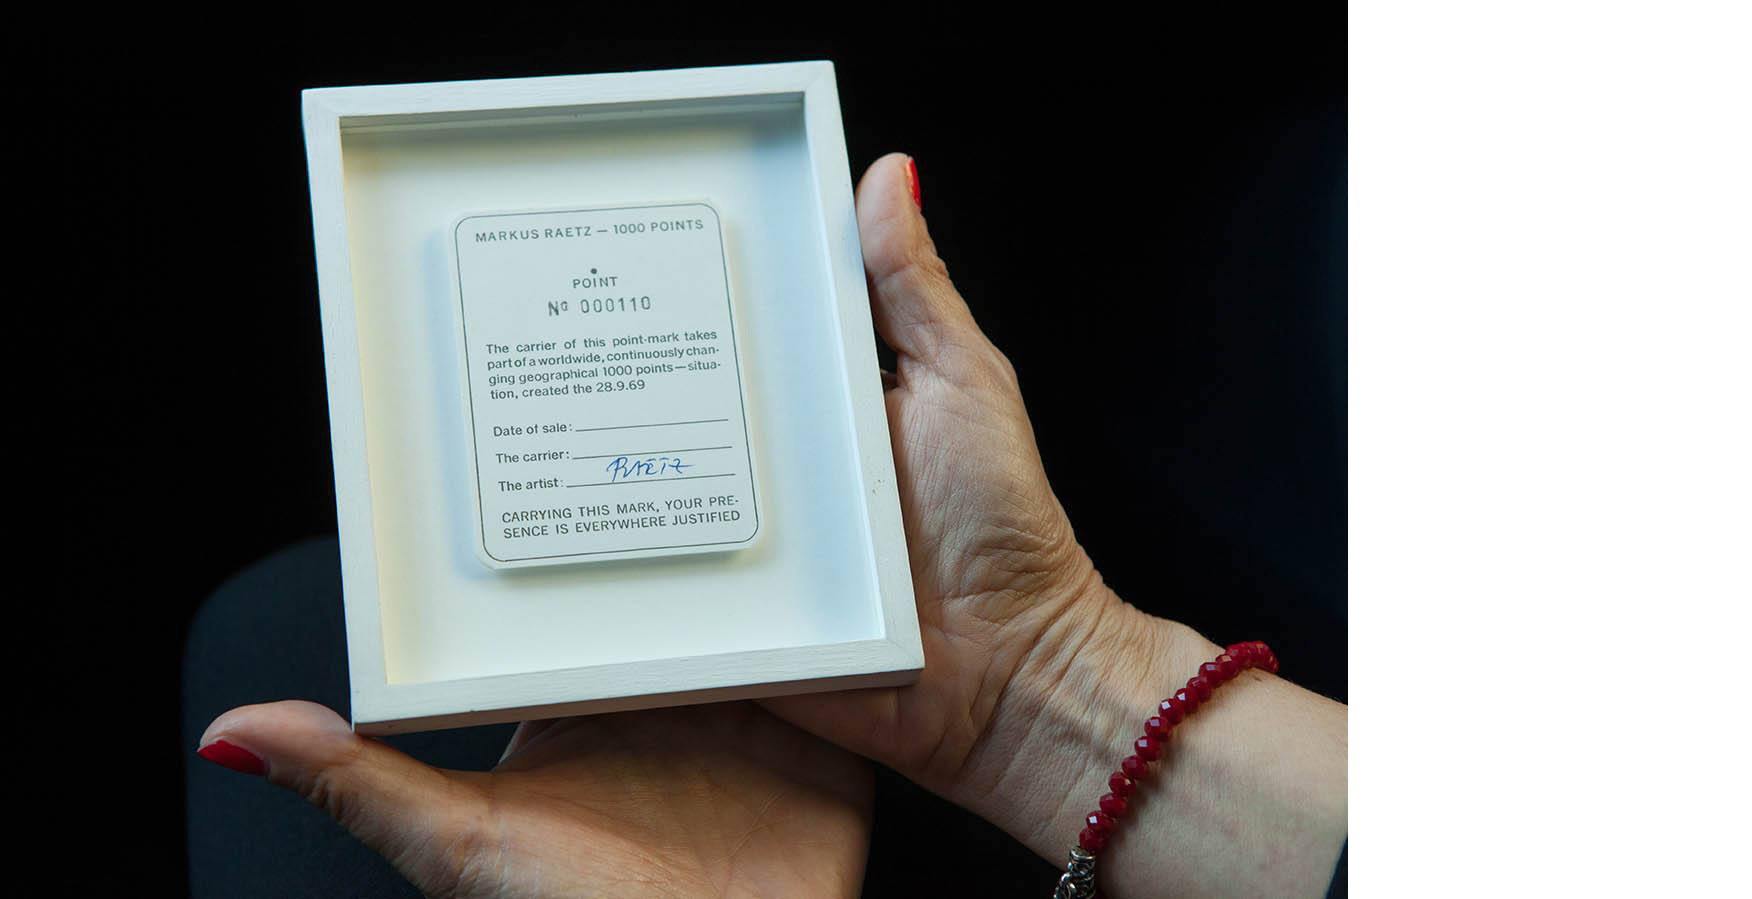 MARKUS RAETZ — 1000 POINTS
POINT
Nº 000110
The carrier of this point-mark takes
part of a worldwide, continuously chan-
ging geographical 1000 points — situa-
tion, created the 28.9.69
Date of sale:
The carrier:
The artist: RAETZ
CARRYING THIS MARK, YOUR PRE-
SENCE IS EVERYWHERE JUSTIFIED